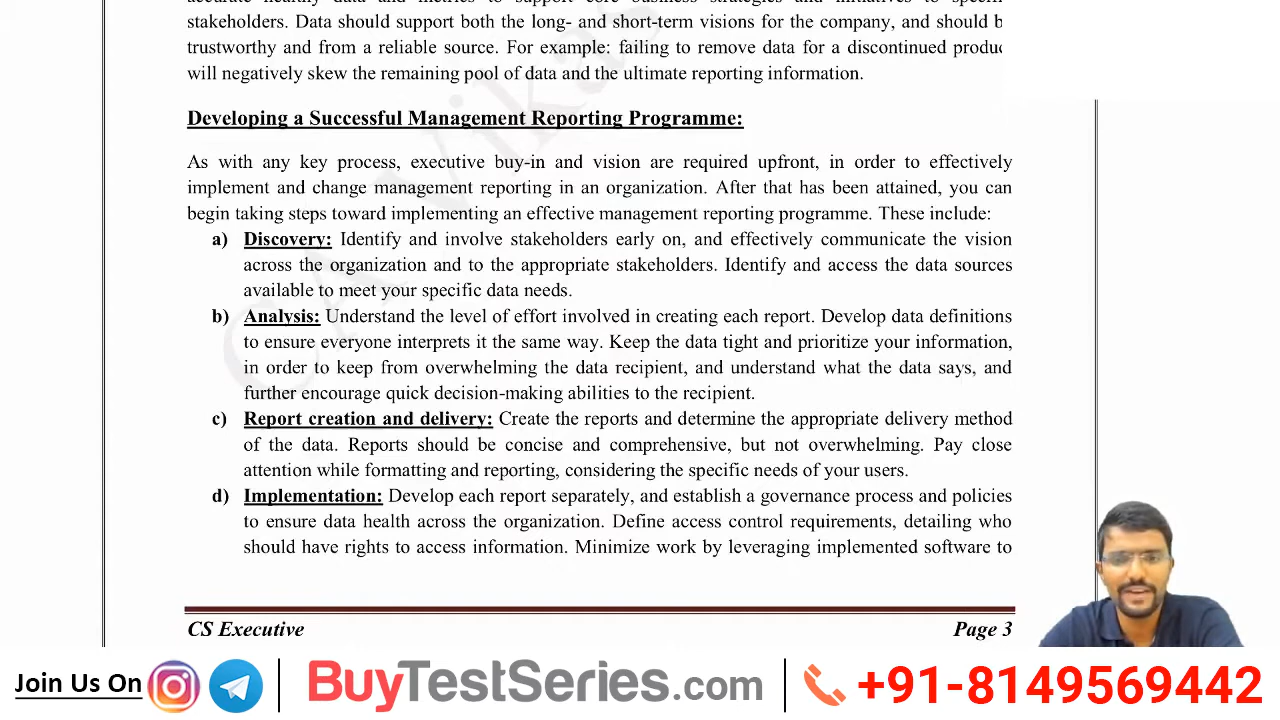 stakeholders. Data should support both the long- and short-term visions for the company, and should b
trustworthy and from a reliable source. For example: failing to remove data for a discontinued produc
will negatively skew the remaining pool of data and the ultimate reporting information.
Developing a Successful Management Reporting Programme:
As with any key process, executive buy-in and vision are required upfront, in order to effectively
implement and change management reporting in an organization. After that has been attained, you can
begin taking steps toward implementing an effective management reporting programme. These include:
a) Discovery: Identify and involve stakeholders early on, and effectively communicate the vision
across the organization and to the appropriate stakeholders. Identify and access the data sources
available to meet your specific data needs.
b) Analysis: Understand the level of effort involved in creating each report. Develop data definitions
to ensure everyone interprets it the same way. Keep the data tight and prioritize your information,
in order to keep from overwhelming the data recipient, and understand what the data says, and
further encourage quick decision-making abilities to the recipient.
c) Report creation and delivery: Create the reports and determine the appropriate delivery method
of the data. Reports should be concise and comprehensive, but not overwhelming. Pay close
attention while formatting and reporting, considering the specific needs of your users.
d) Implementation: Develop each report separately, and establish a governance process and policies
to ensure data health across the organization. Define access control requirements, detailing who
should have rights to access information. Minimize work by leveraging implemented software to
CS Executive
Page 3
CA Vikas
Join Us On
BuyTestSeries.com
+91-8149569442